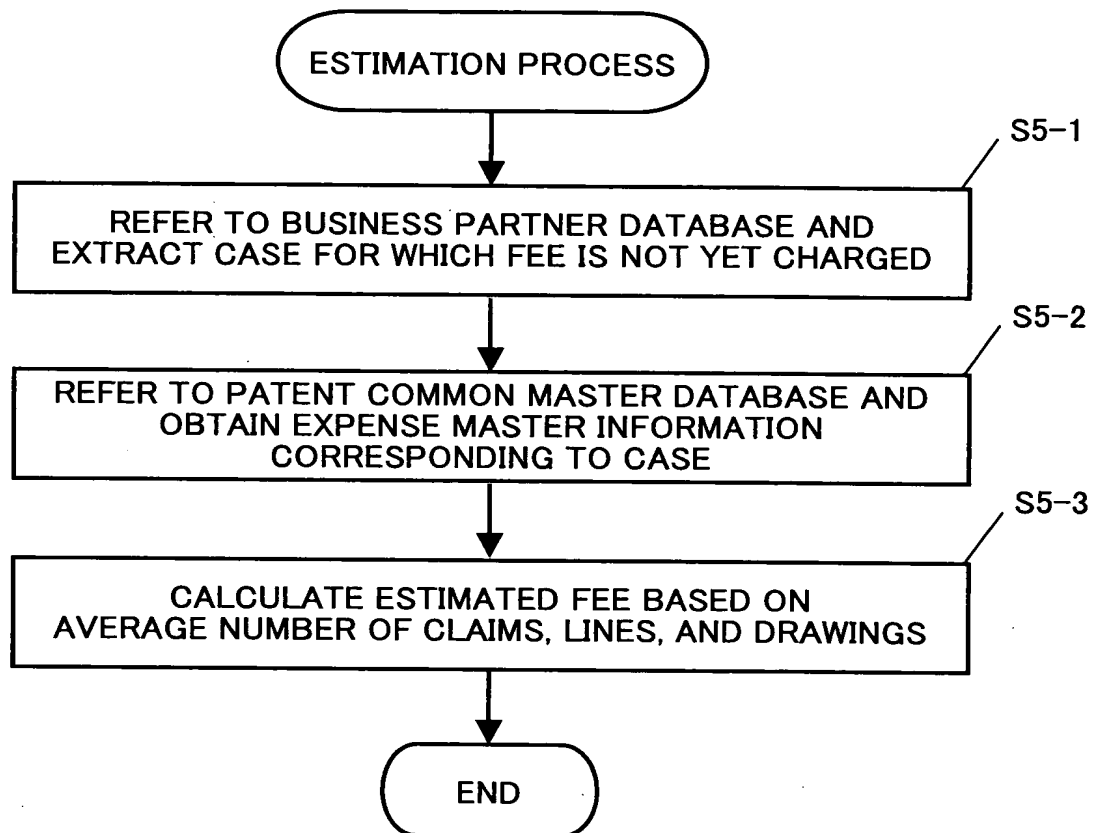 ESTIMATION PROCESS
S5-1
REFER TO BUSINESS PARTNER DATABASE AND
EXTRACT CASE FOR WHICH FEE IS NOT YET CHARGED
S5-2
REFER TO PATENT COMMON MASTER DATABASE AND
OBTAIN EXPENSE MASTER INFORMATION
CORRESPONDING TO CASE
S5-3
CALCULATE ESTIMATED FEE BASED ON
AVERAGE NUMBER OF CLAIMS, LINES, AND DRAWINGS
END